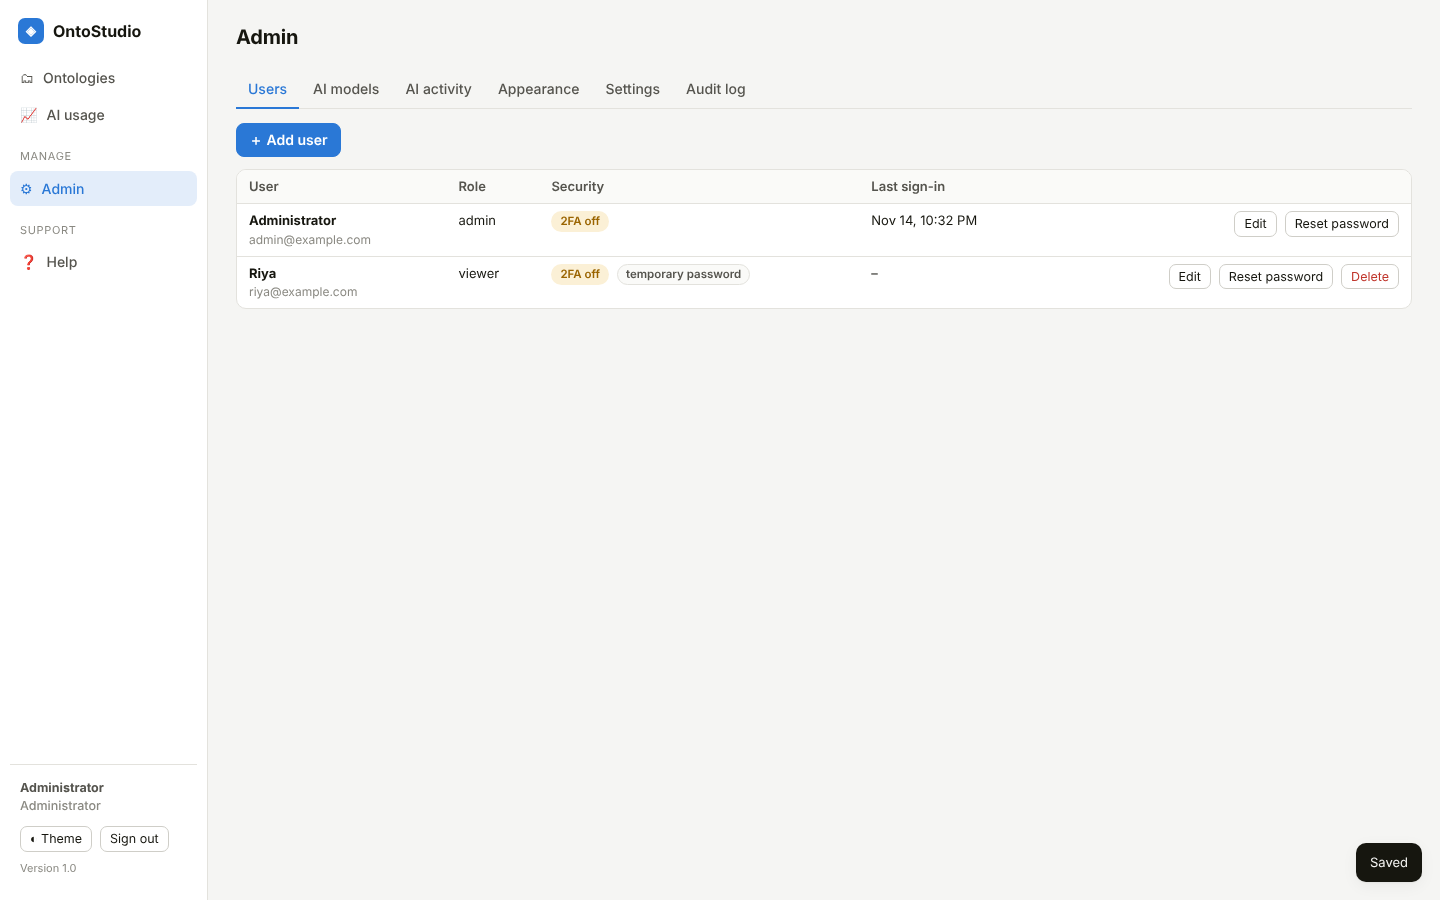 OntoStudio
Ontologies
AI usage
MANAGE
Admin
SUPPORT
Help
Administrator
Administrator
Theme
Sign out
Version 1.0
Admin
Users
AI models
AI activity
Appearance
Settings
Audit log
+ Add user
User Role Security Last sign-in
Administrator admin 2FA off Nov 14, 10:32 PM Edit Reset password
admin@example.com
Riya viewer 2FA off temporary password – Edit Reset password Delete
riya@example.com
Saved